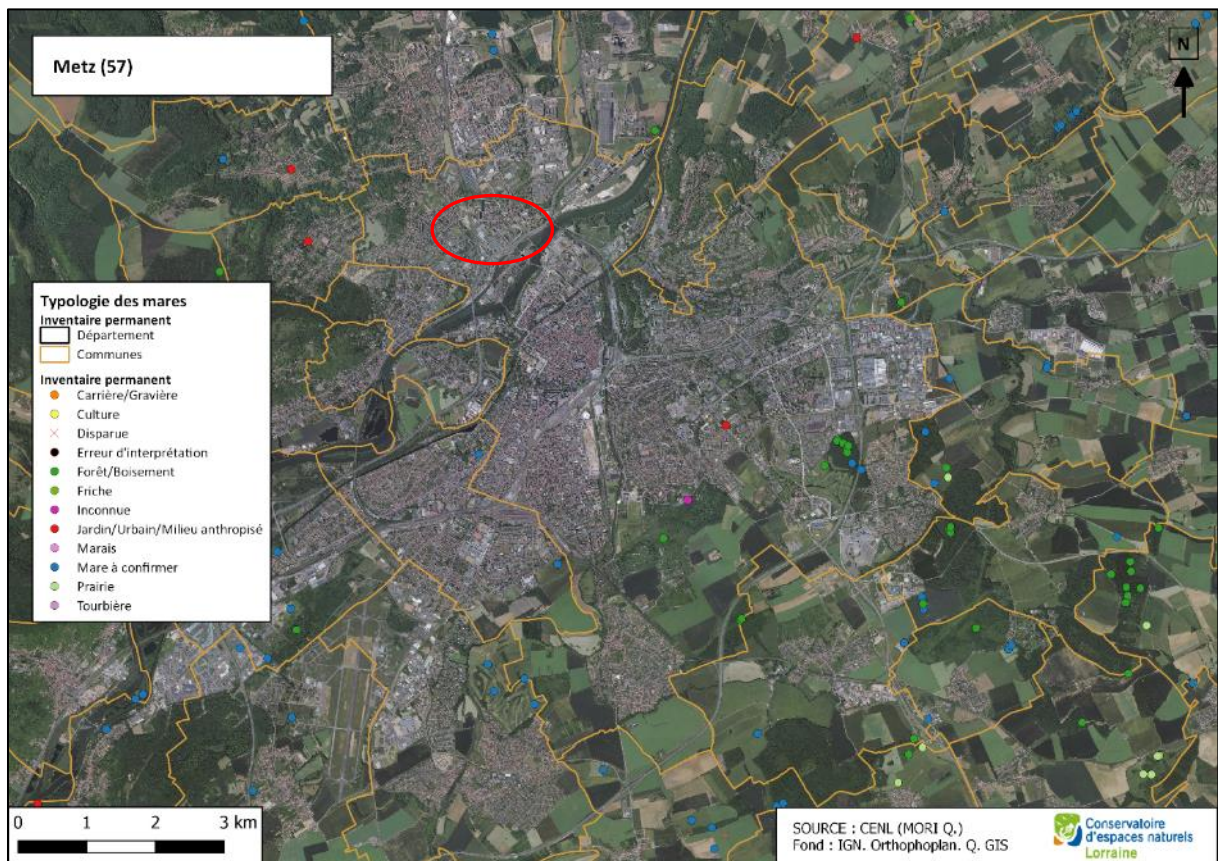 Metz (57)
N
Typologie des mares
Inventaire permanent
Département
Communes
Inventaire permanent
Carrière/Gravière
Culture
Disparue
Erreur d'interprétation
Forêt/Boisement
Friche
Inconnue
Jardin/Urbain/Milieu anthropisé
Marais
Mare à confirmer
Prairie
Tourbière
0 1 2 3 km
SOURCE : CENL (MORI Q.)
Fond : IGN. Orthophoplan. Q. GIS
Conservatoire
d'espaces naturels
Lorraine